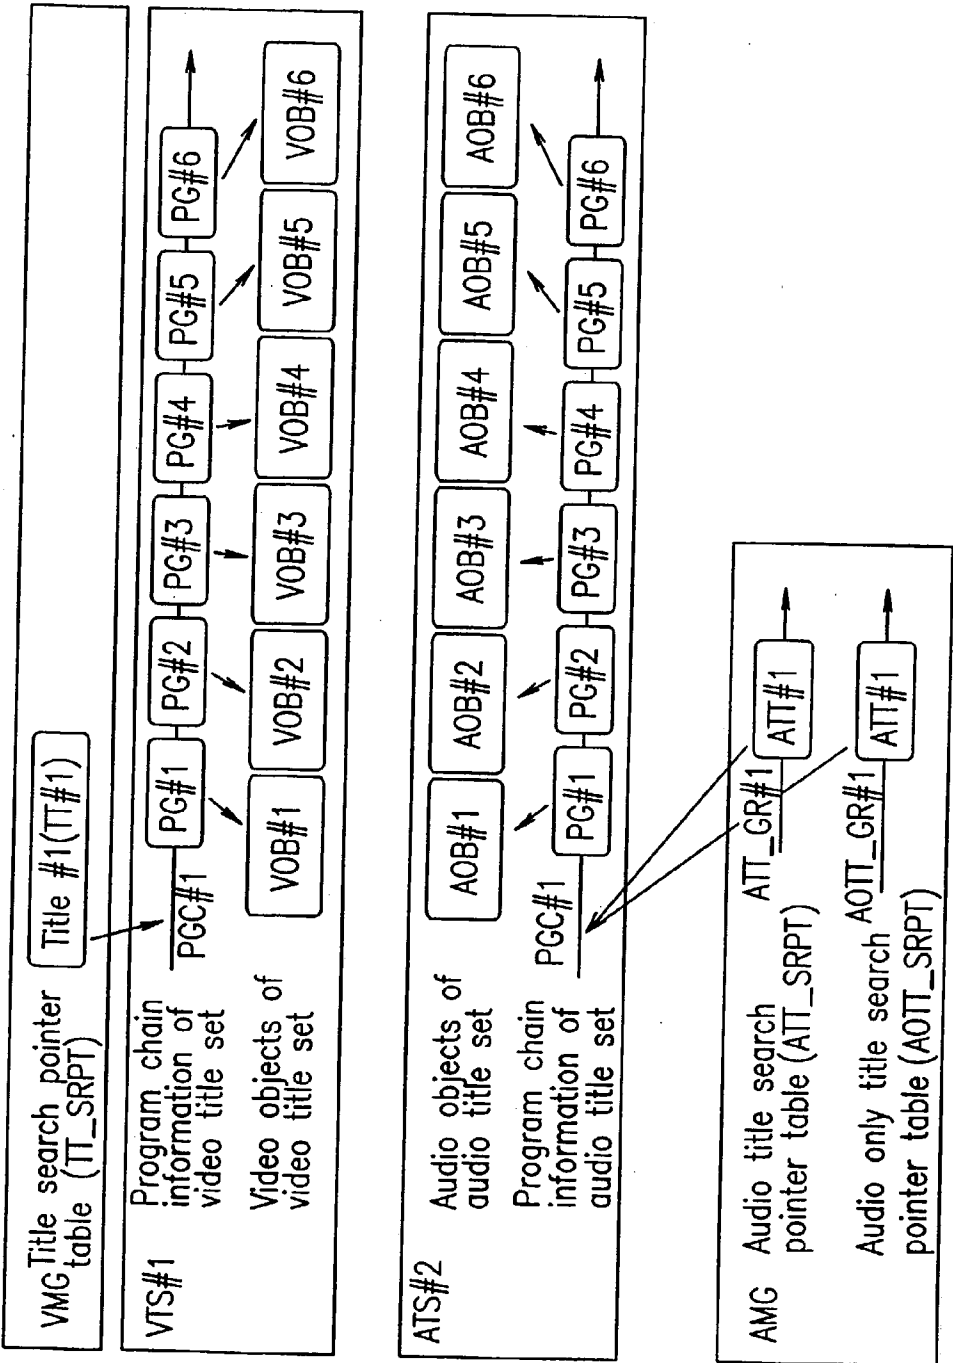 VMG
Title search pointer
table (TT_SRPT)
Title #1(TT#1)
VTS#1
Program chain
information of
video title set
PGC#1
PG#1
PG#2
PG#3
PG#4
PG#5
PG#6
Video objects of
video title set
VOB#1
VOB#2
VOB#3
VOB#4
VOB#5
VOB#6
ATS#2
Audio objects of
audio title set
AOB#1
AOB#2
AOB#3
AOB#4
AOB#5
AOB#6
Program chain
information of
audio title set
PGC#1
PG#1
PG#2
PG#3
PG#4
PG#5
PG#6
AMG
Audio title search
pointer table (ATT_SRPT)
ATT_GR#1
ATT#1
Audio only title search
pointer table (AOTT_SRPT)
AOTT_GR#1
ATT#1